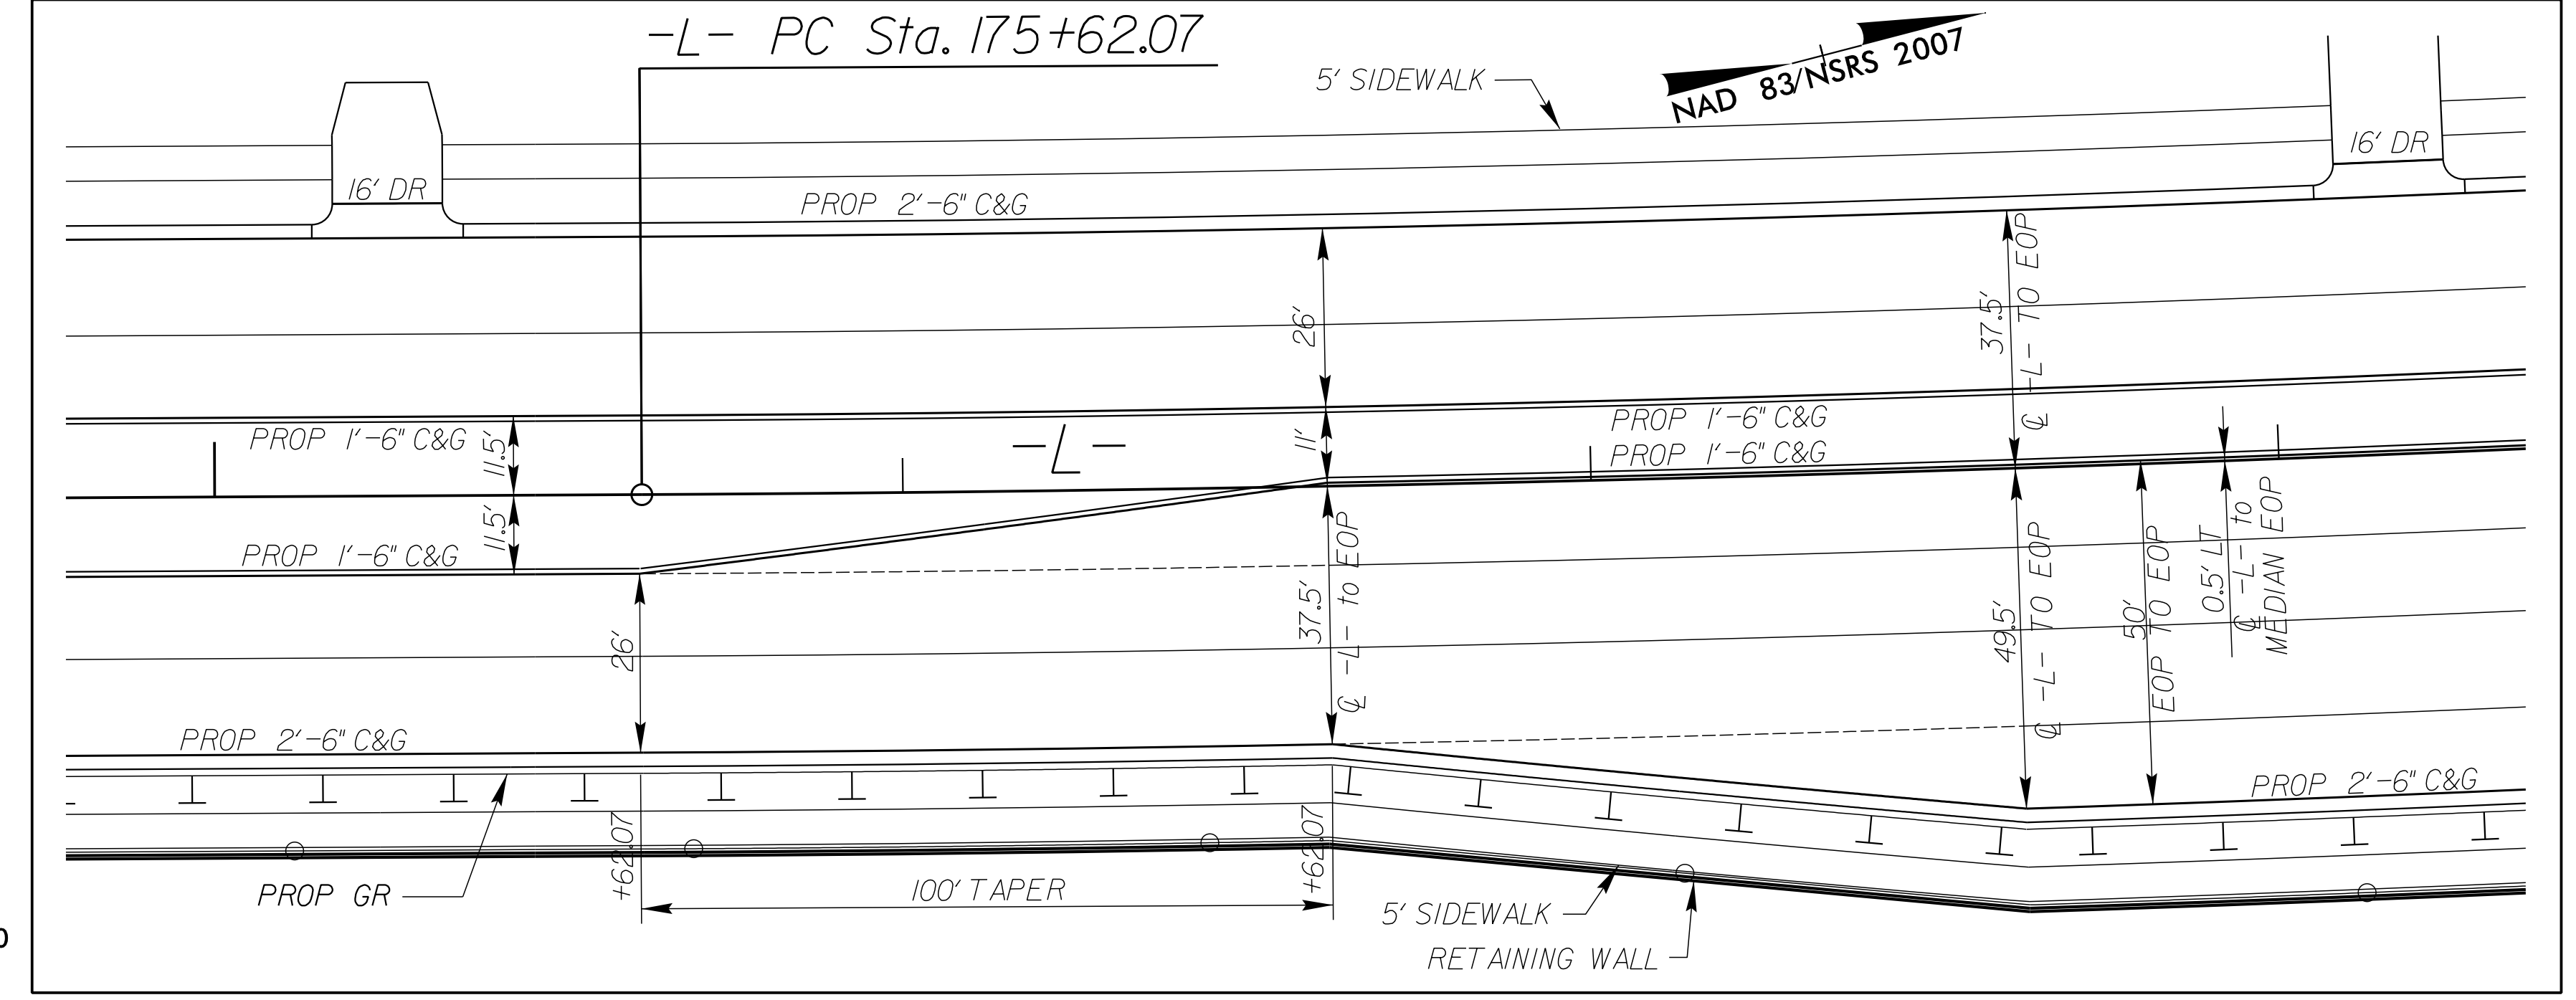 -L- PC Sta. 175+62.07
5' SIDEWALK
NAD 83/NSRS 2007
16' DR
16' DR
PROP 2'-6" C&G
26'
37.5'
℄ -L- TO EOP
PROP 1'-6" C&G
11.5'
-L-
11'
PROP 1'-6" C&G
PROP 1'-6" C&G
11.5'
PROP 1'-6" C&G
26'
37.5'
℄ -L- to EOP
49.5'
℄ -L- TO EOP
50'
EOP TO EOP
0.5' LT
℄ -L- to
MEDIAN EOP
PROP 2'-6" C&G
PROP 2'-6" C&G
+62.07
+62.07
PROP GR
100' TAPER
5' SIDEWALK
RETAINING WALL